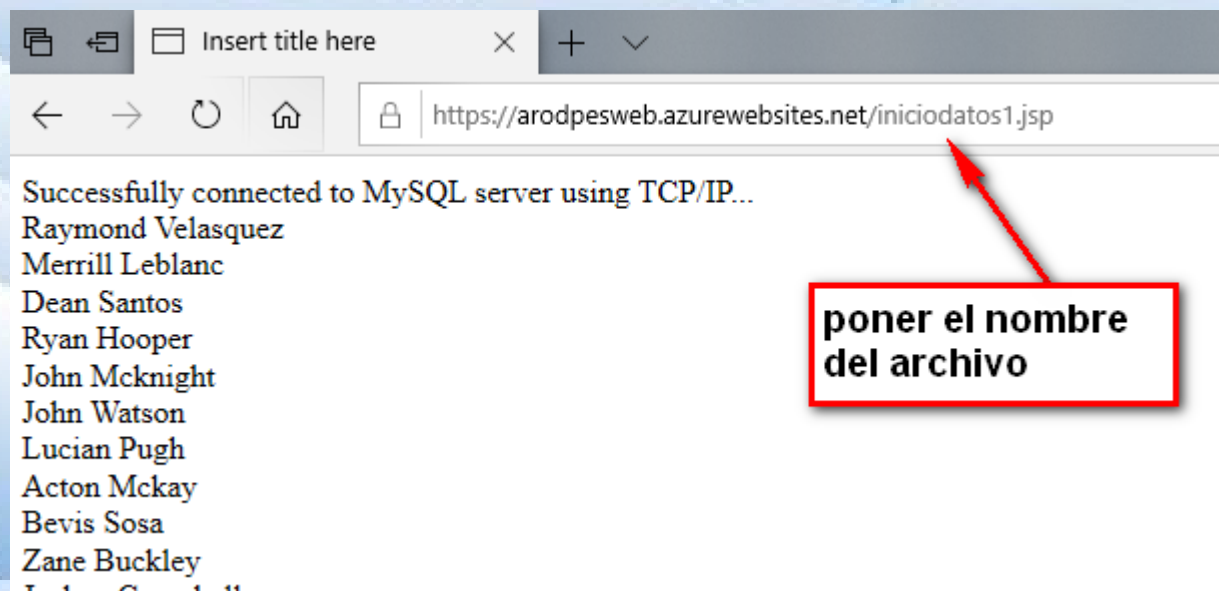 Insert title here
https://arodpesweb.azurewebsites.net/iniciodatos1.jsp
Successfully connected to MySQL server using TCP/IP...
Raymond Velasquez
Merrill Leblanc
Dean Santos
Ryan Hooper
John Mcknight
John Watson
Lucian Pugh
Acton Mckay
Bevis Sosa
Zane Buckley
poner el nombre
del archivo